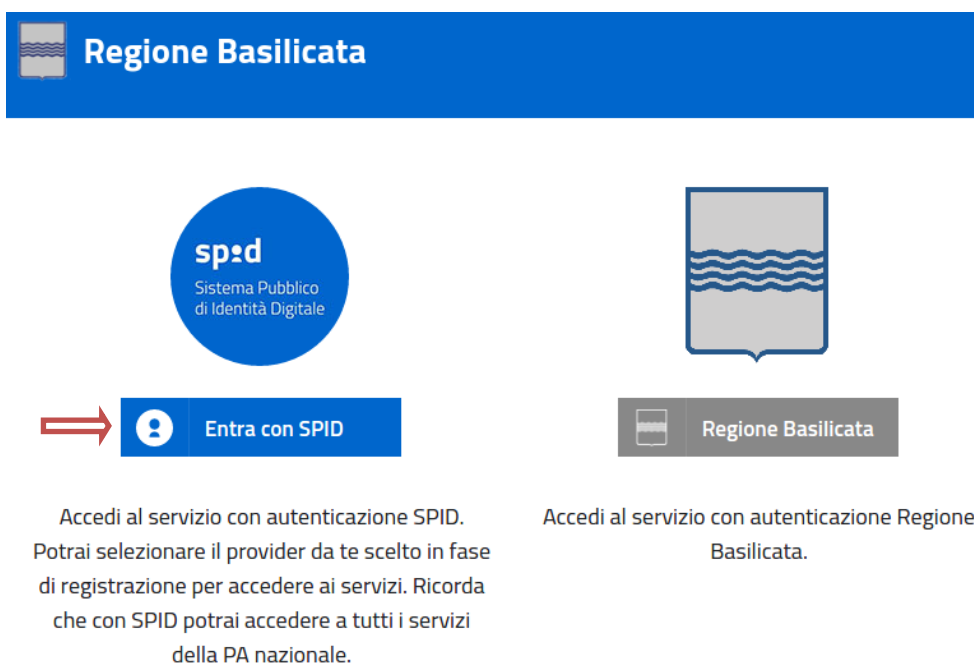 Regione Basilicata
spid
Sistema Pubblico
di Identità Digitale
Entra con SPID
Accedi al servizio con autenticazione SPID.
Potrai selezionare il provider da te scelto in fase
di registrazione per accedere ai servizi. Ricorda
che con SPID potrai accedere a tutti i servizi
della PA nazionale.
Regione Basilicata
Accedi al servizio con autenticazione Regione
Basilicata.